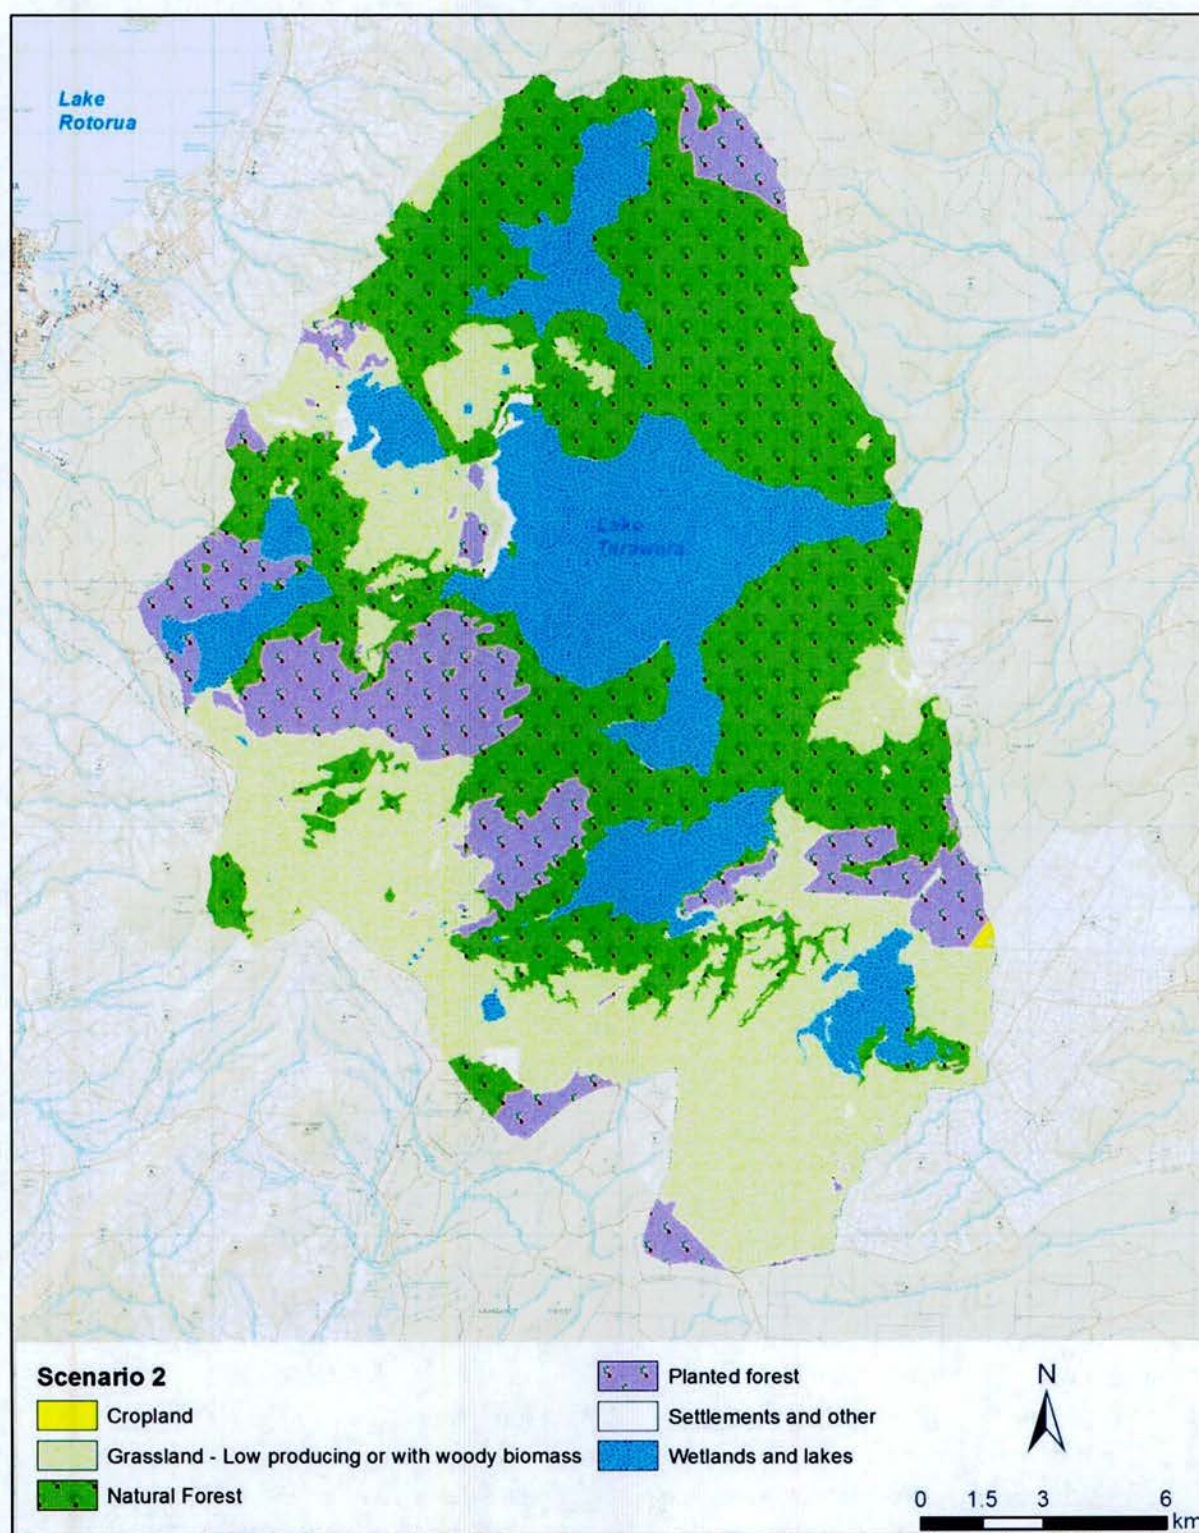 Lake
Rotorua
Lake
Tarawera
Scenario 2
Cropland
Grassland - Low producing or with woody biomass
Natural Forest
Planted forest
Settlements and other
Wetlands and lakes
N
0 1.5 3 6
km